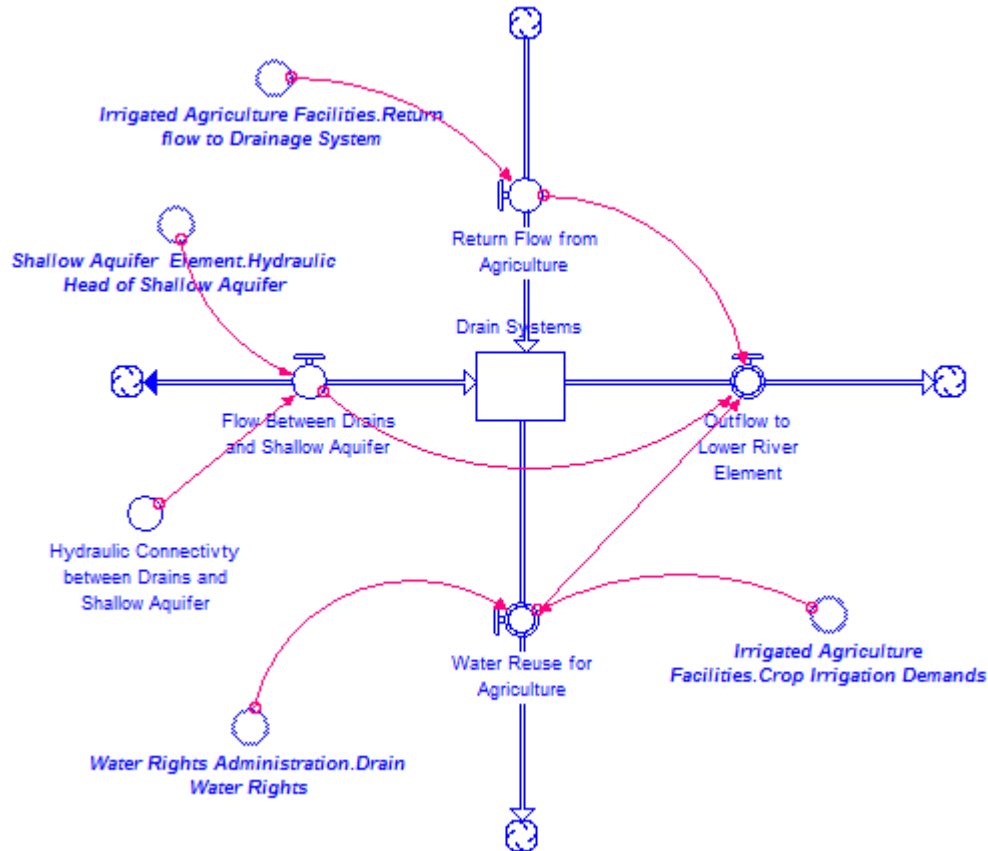 Irrigated Agriculture Facilities.Return
flow to Drainage System
Shallow Aquifer Element.Hydraulic
Head of Shallow Aquifer
Return Flow from
Agriculture
Drain Systems
Flow Between Drains
and Shallow Aquifer
Outflow to
Lower River
Element
Hydraulic Connectivty
between Drains and
Shallow Aquifer
Water Reuse for
Agriculture
Irrigated Agriculture
Facilities.Crop Irrigation Demands
Water Rights Administration.Drain
Water Rights